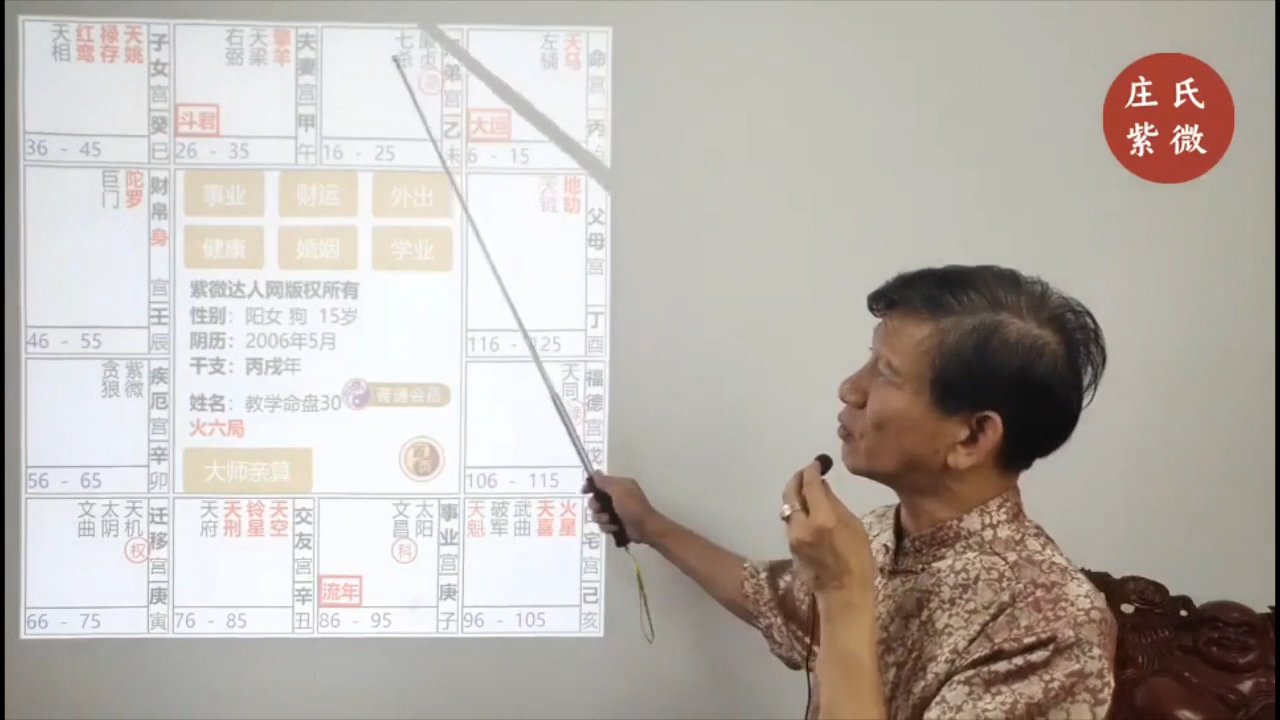 庄氏
紫微
天相 红鸾 禄存 天姚
子女宫 癸巳
36 - 45
右弼 天梁 擎羊
斗君
夫妻宫 甲午
26 - 35
七杀
弟宫 乙未
16 - 25
左辅 天马
大回
命宫 丙
6 - 15
巨门 陀罗
财帛身宫 壬辰
46 - 55
事业 财运 外出
健康 婚姻 学业
紫微达人网版权所有
性别：阳女 狗 15岁
阴历：2006年5月
干支：丙戌年
姓名：教学命盘30
普通会员
火六局
大师亲算
天钺 地劫
父母宫 丁酉
116 - 125
贪狼 紫微
疾厄宫 辛卯
56 - 65
天同
福德宫 戊
106 - 115
文曲 太阴 天机
权
迁移宫 庚寅
66 - 75
天府 天刑 铃星 天空
交友宫 辛丑
76 - 85
文昌 太阳
科
流年
事业宫 庚子
86 - 95
天魁 破军 武曲 天喜 火星
宅宫 己亥
96 - 105